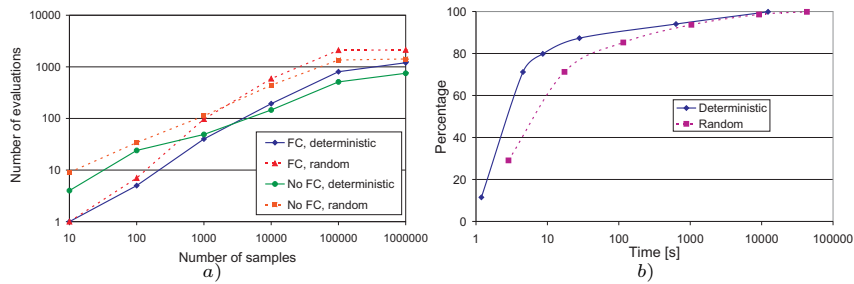 10000
1000
100
10
1
Number of evaluations
10
100
1000
10000
100000
1000000
Number of samples
FC, deterministic
FC, random
No FC, deterministic
No FC, random
a)
100
80
60
40
20
0
Percentage
1
10
100
1000
10000
100000
Time [s]
Deterministic
Random
b)